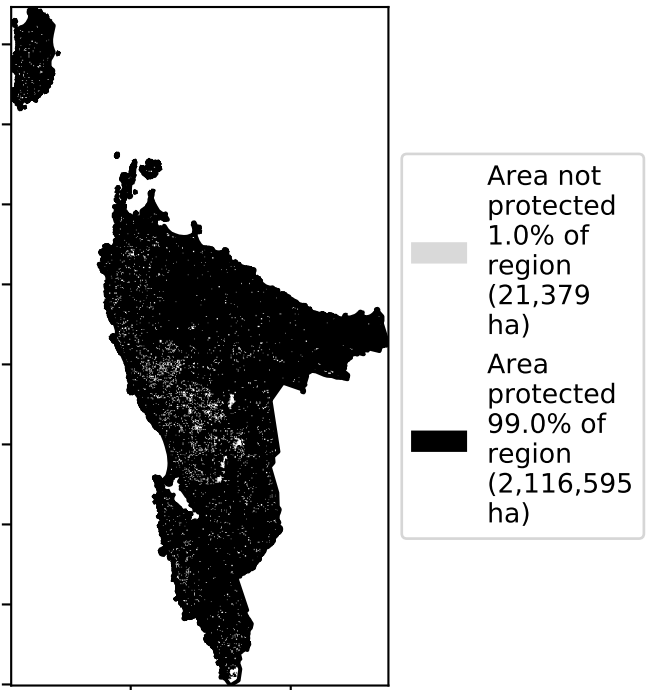 Area not
protected
1.0% of
region
(21,379
ha)
Area
protected
99.0% of
region
(2,116,595
ha)